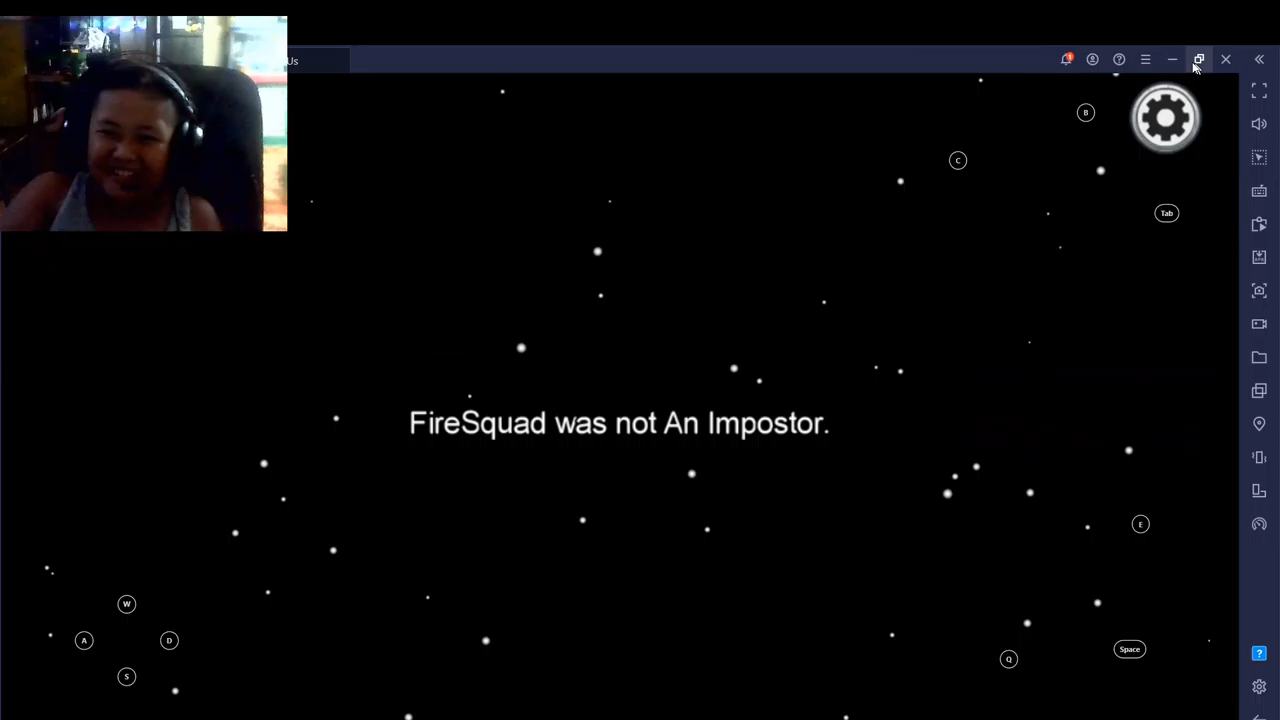 Us
B
C
Tab
FireSquad was not An Impostor.
E
W
A
D
Space
Q
S
?